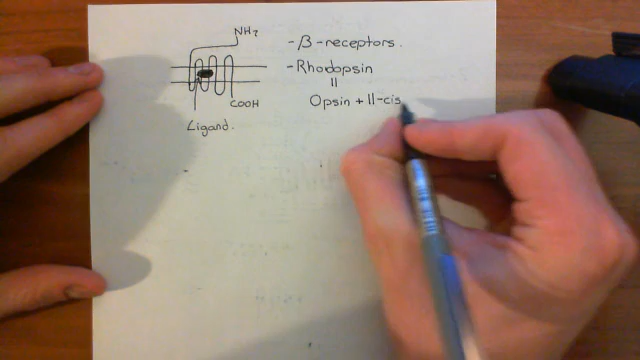 NH2
- β-receptors.
- Rhodopsin
=
Opsin + 11-cis
COOH
Ligand.